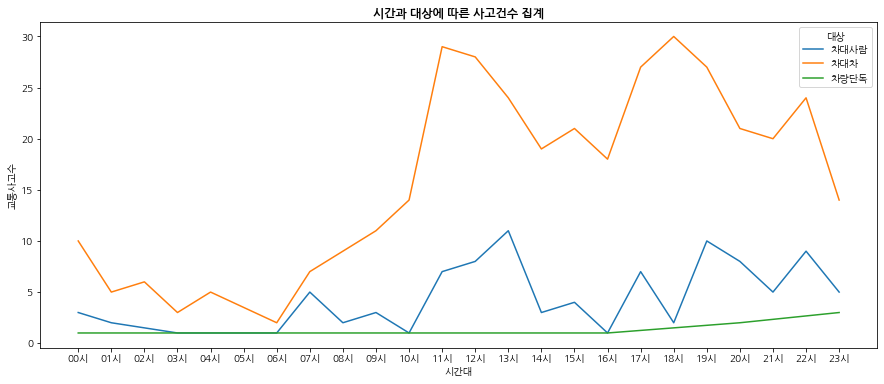 시간과 대상에 따른 사고건수 집계
대상
차대사람
차대차
차량단독
교통사고수
30
25
20
15
10
5
0
00시 01시 02시 03시 04시 05시 06시 07시 08시 09시 10시 11시 12시 13시 14시 15시 16시 17시 18시 19시 20시 21시 22시 23시
시간대